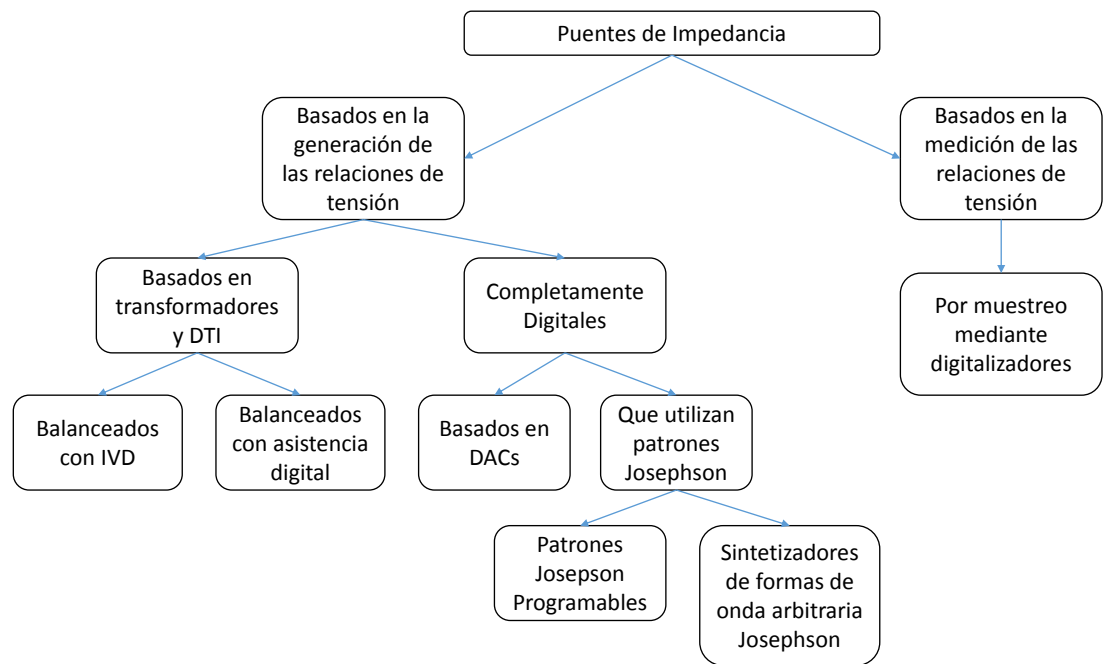 Puentes de Impedancia
Basados en la
generación de
las relaciones de
tensión
Basados en la
medición de las
relaciones de
tensión
Basados en
transformadores
y DTI
Completamente
Digitales
Por muestreo
mediante
digitalizadores
Balanceados
con IVD
Balanceados
con asistencia
digital
Basados en
DACs
Que utilizan
patrones
Josephson
Patrones
Josepson
Programables
Sintetizadores
de formas de
onda arbitraria
Josephson